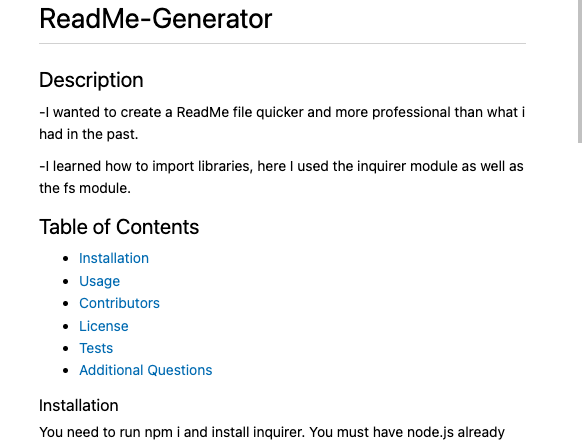 ReadMe-Generator
Description
-I wanted to create a ReadMe file quicker and more professional than what i
had in the past.
-I learned how to import libraries, here I used the inquirer module as well as
the fs module.
Table of Contents
Installation
Usage
Contributors
License
Tests
Additional Questions
Installation
You need to run npm i and install inquirer. You must have node.js already